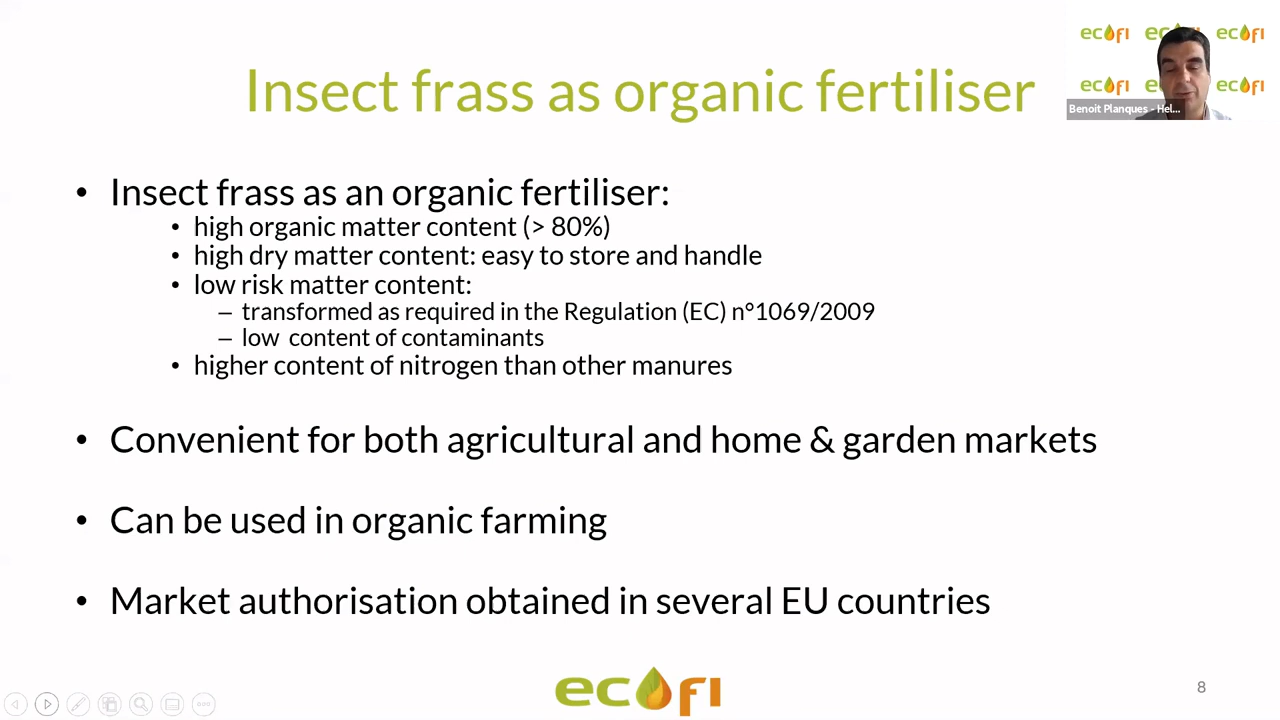 Insect frass as organic fertiliser
ecofi ecofi ecofi
ecofi ecofi
Benoit Planques - Hel...
• Insect frass as an organic fertiliser:
• high organic matter content (> 80%)
• high dry matter content: easy to store and handle
• low risk matter content:
– transformed as required in the Regulation (EC) n°1069/2009
– low content of contaminants
• higher content of nitrogen than other manures
• Convenient for both agricultural and home & garden markets
• Can be used in organic farming
• Market authorisation obtained in several EU countries
ecofi
8